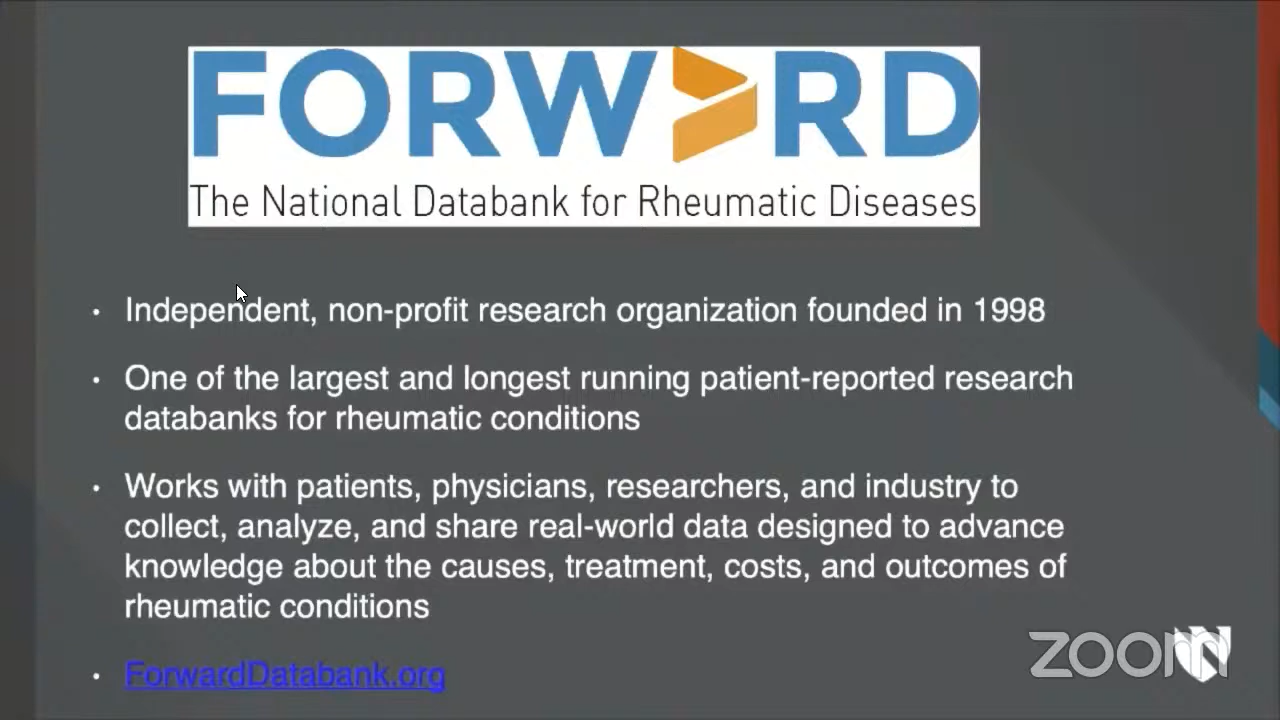 FORWARD
The National Databank for Rheumatic Diseases
• Independent, non-profit research organization founded in 1998
• One of the largest and longest running patient-reported research
databanks for rheumatic conditions
• Works with patients, physicians, researchers, and industry to
collect, analyze, and share real-world data designed to advance
knowledge about the causes, treatment, costs, and outcomes of
rheumatic conditions
• ForwardDatabank.org
zoom